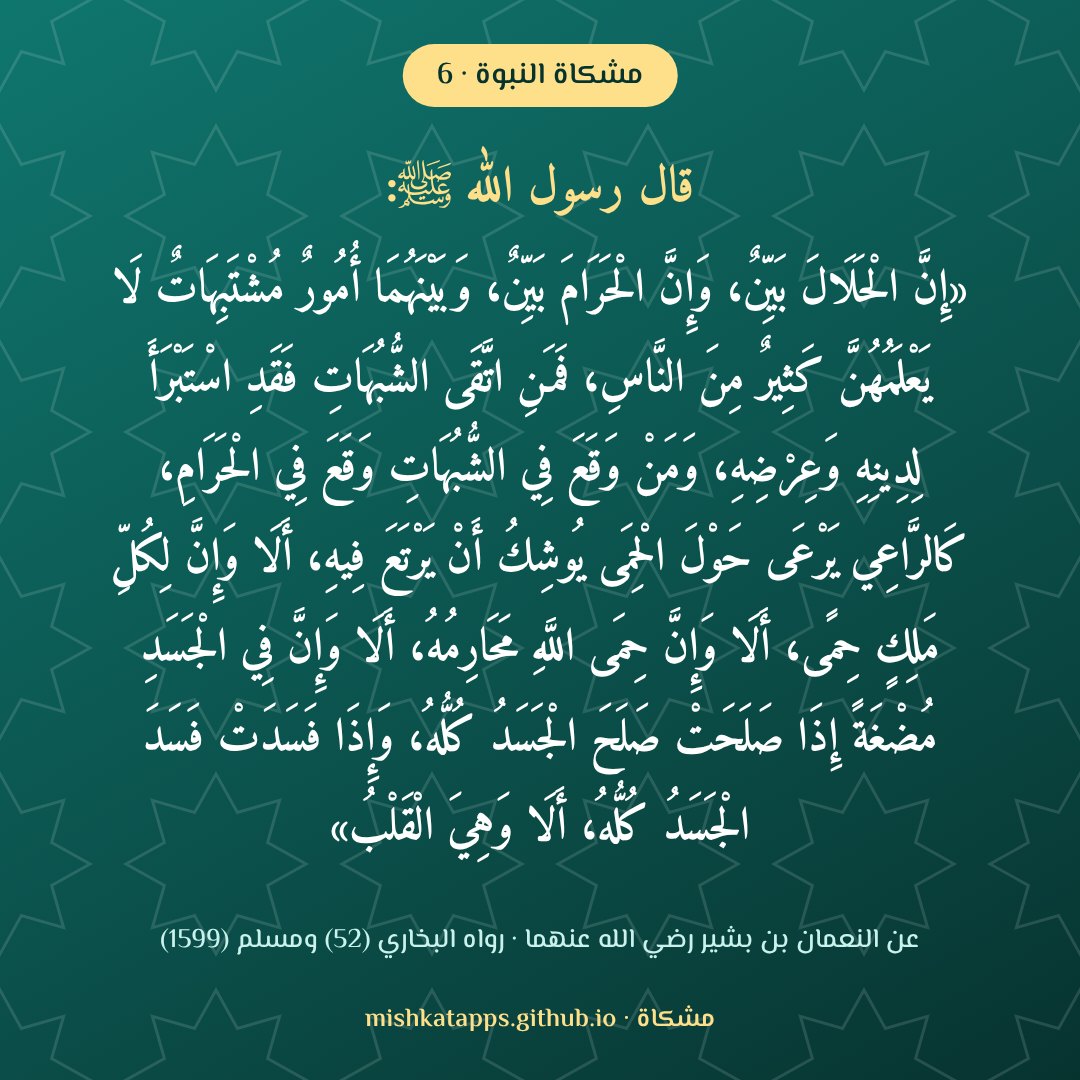 مشكاة النبوة · 6
قال رسول الله ﷺ:
«إِنَّ الْحَلَالَ بَيِّنٌ، وَإِنَّ الْحَرَامَ بَيِّنٌ، وَبَيْنَهُمَا أُمُورٌ مُشْتَبِهَاتٌ لَا
يَعْلَمُهُنَّ كَثِيرٌ مِنَ النَّاسِ، فَمَنِ اتَّقَى الشُّبُهَاتِ فَقَدِ اسْتَبْرَأَ
لِدِينِهِ وَعِرْضِهِ، وَمَنْ وَقَعَ فِي الشُّبُهَاتِ وَقَعَ فِي الْحَرَامِ،
كَالرَّاعِي يَرْعَى حَوْلَ الْحِمَى يُوشِكُ أَنْ يَرْتَعَ فِيهِ، أَلَا وَإِنَّ لِكُلِّ
مَلِكٍ حِمًى، أَلَا وَإِنَّ حِمَى اللَّهِ مَحَارِمُهُ، أَلَا وَإِنَّ فِي الْجَسَدِ
مُضْغَةً إِذَا صَلَحَتْ صَلَحَ الْجَسَدُ كُلُّهُ، وَإِذَا فَسَدَتْ فَسَدَ
الْجَسَدُ كُلُّهُ، أَلَا وَهِيَ الْقَلْبُ»
عن النعمان بن بشير رضي الله عنهما · رواه البخاري (52) ومسلم (1599)
مشكاة · mishkatapps.github.io